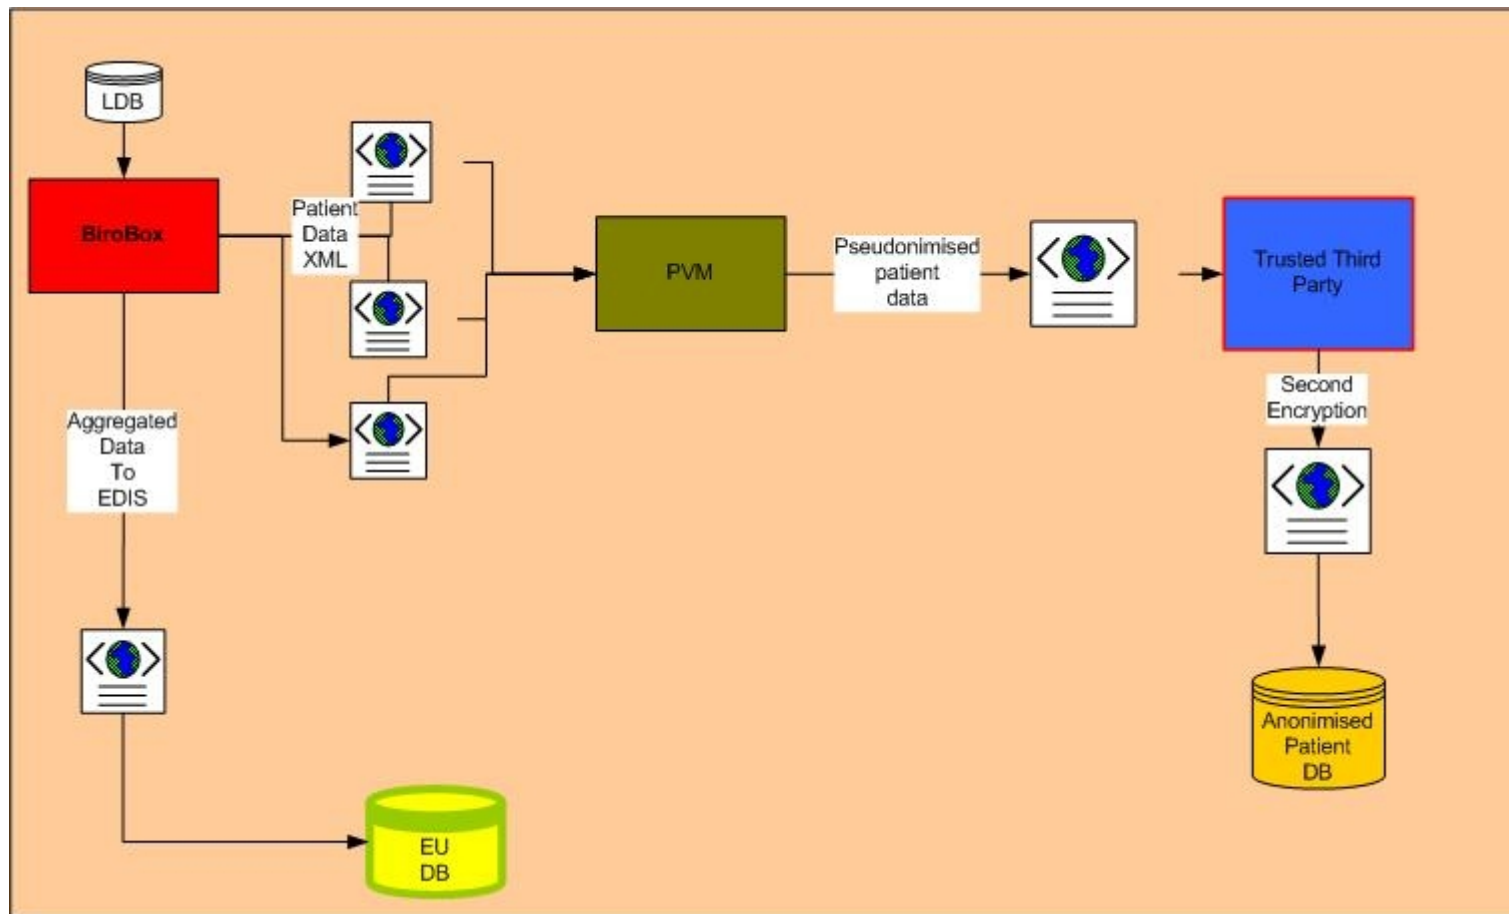 LDB
BiroBox
Patient
Data
XML
PVM
Pseudonimised
patient
data
Trusted Third
Party
Second
Encryption
Aggregated
Data
To
EDIS
Anonimised
Patient
DB
EU
DB